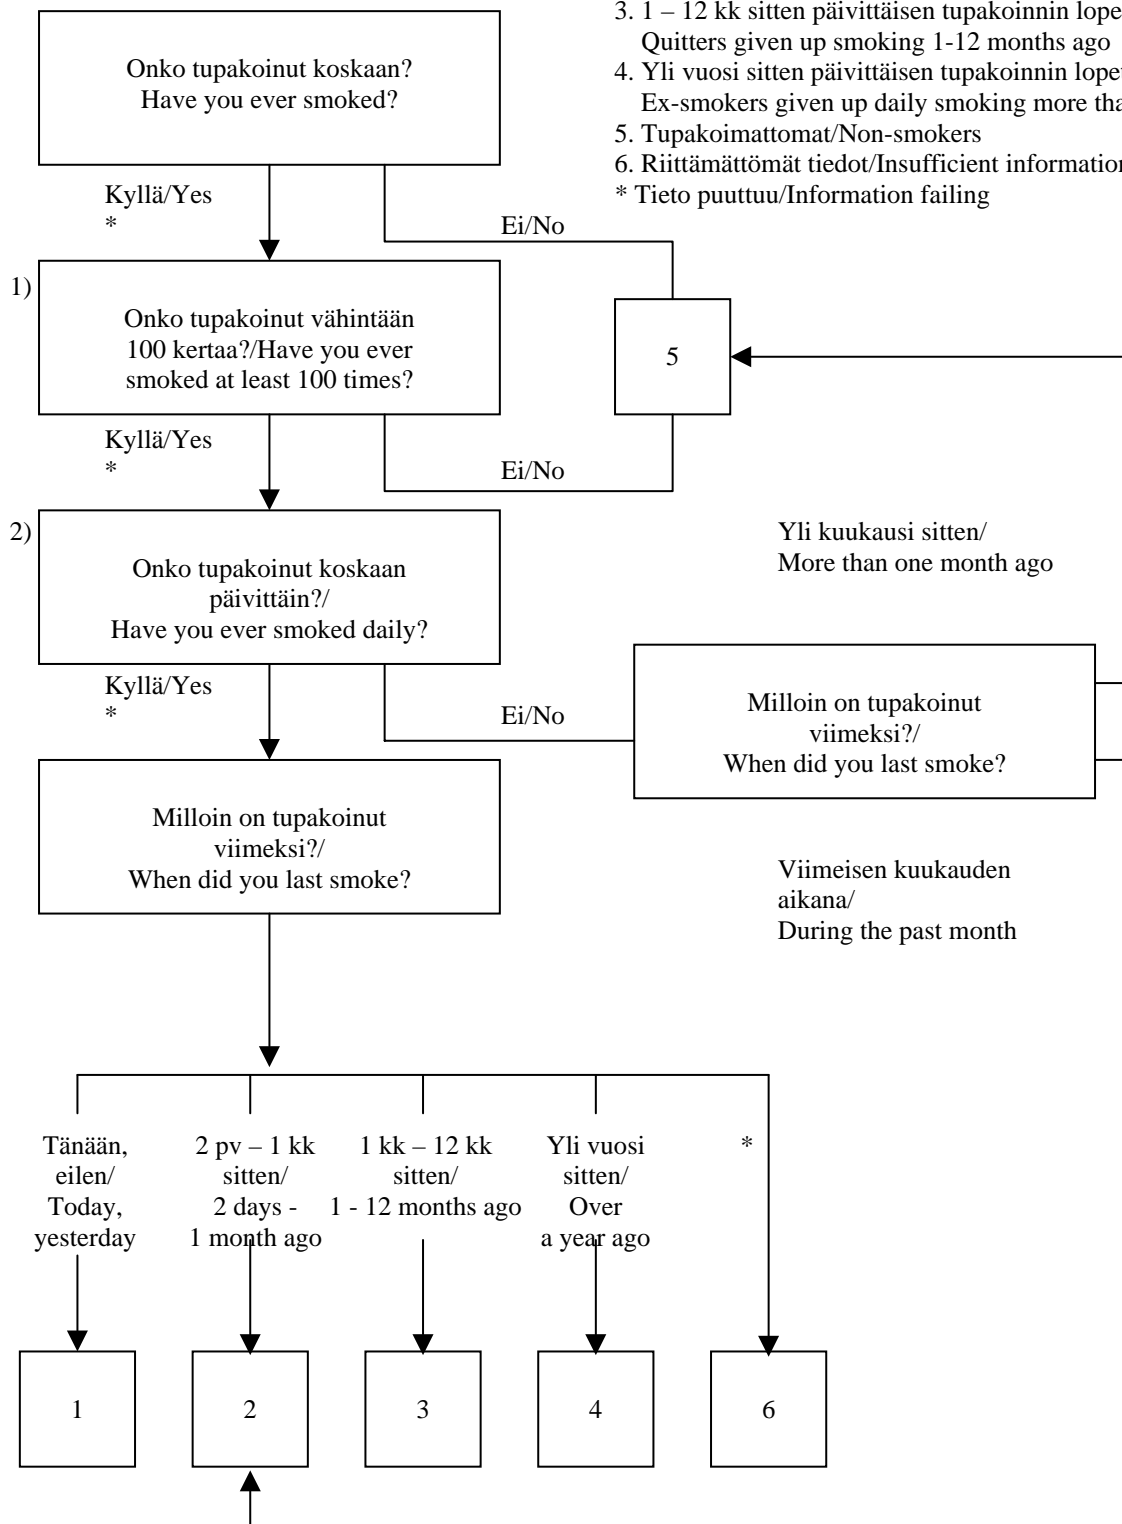 3. 1 – 12 kk sitten päivittäisen tupakoinnin
Quitters given up smoking 1-12 months ago
4. Yli vuosi sitten päivittäisen tupakoinnin
Ex-smokers given up daily smoking more
5. Tupakoimattomat/Non-smokers
6. Riittämättömät tiedot/Insufficient information
* Tieto puuttuu/Information failing
Onko tupakoinut koskaan?
Have you ever smoked?
Kyllä/Yes
*
Ei/No
1)
Onko tupakoinut vähintään
100 kertaa?/Have you ever
smoked at least 100 times?
5
Kyllä/Yes
*
Ei/No
2)
Onko tupakoinut koskaan
päivittäin?/
Have you ever smoked daily?
Yli kuukausi sitten/
More than one month ago
Kyllä/Yes
*
Ei/No
Milloin on tupakoinut
viimeksi?/
When did you last smoke?
Milloin on tupakoinut
viimeksi?/
When did you last smoke?
Viimeisen kuukauden
aikana/
During the past month
Tänään,
eilen/
Today,
yesterday
2 pv – 1 kk
sitten/
2 days -
1 month ago
1 kk – 12 kk
sitten/
1 - 12 months ago
Yli vuosi
sitten/
Over
a year ago
*
1
2
3
4
6